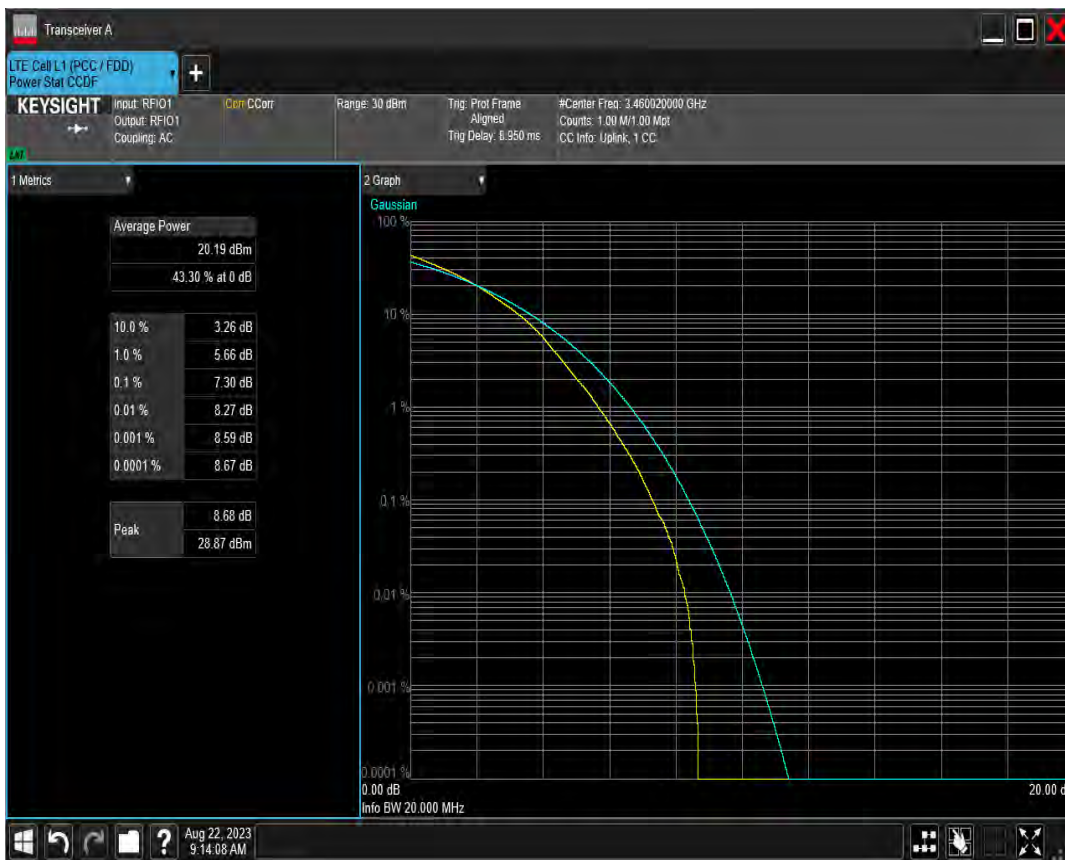 Transceiver A
LTE Cell L1 (PCC / FDD)
Power Stat CCDF
+
KEYSIGHT
Input: RFIO1
Output: RFIO1
Coupling: AC
Corr CCorr
Range: 30 dBm
Trig: Prot Frame
Aligned
Trig Delay: 8.950 ms
#Center Freq: 3.460020000 GHz
Counts: 1.00 M/1.00 Mpt
CC Info: Uplink, 1 CC
1 Metrics
Average Power
20.19 dBm
43.30 % at 0 dB
10.0 % 3.26 dB
1.0 % 5.66 dB
0.1 % 7.30 dB
0.01 % 8.27 dB
0.001 % 8.59 dB
0.0001 % 8.67 dB
Peak
8.68 dB
28.87 dBm
2 Graph
Gaussian
100 %
10 %
1 %
0.1 %
0.01 %
0.001 %
0.0001 %
0.00 dB
20.00 d
Info BW 20.000 MHz
?
Aug 22, 2023
9:14:08 AM